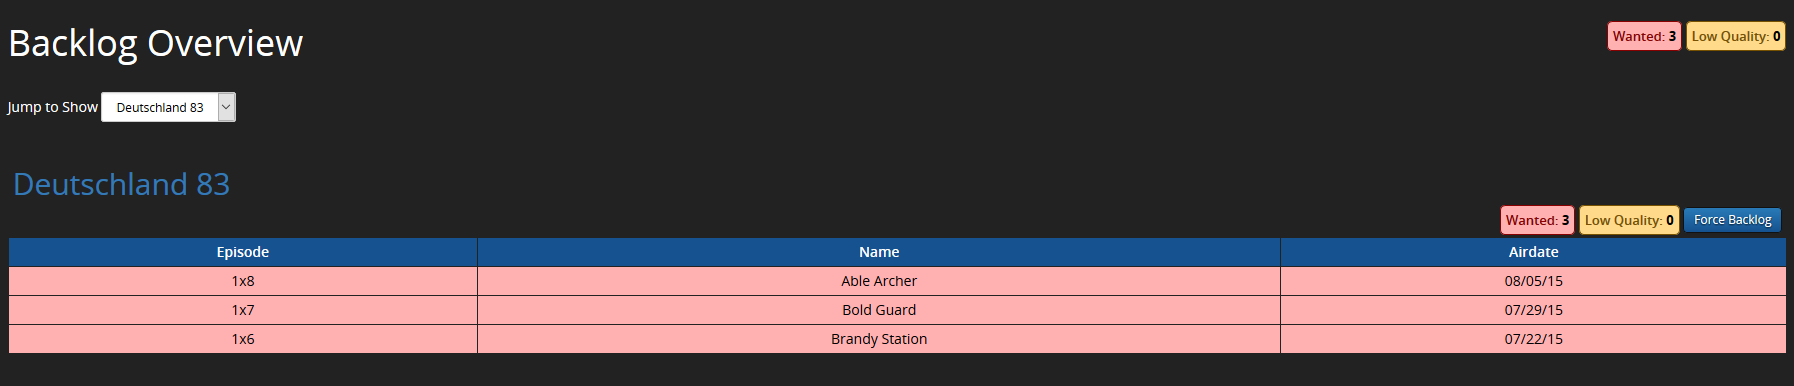 Backlog Overview
Wanted: 3 Low Quality: 0
Jump to Show Deutschland 83
Deutschland 83
Wanted: 3 Low Quality: 0 Force Backlog
Episode Name Airdate
1x8 Able Archer 08/05/15
1x7 Bold Guard 07/29/15
1x6 Brandy Station 07/22/15